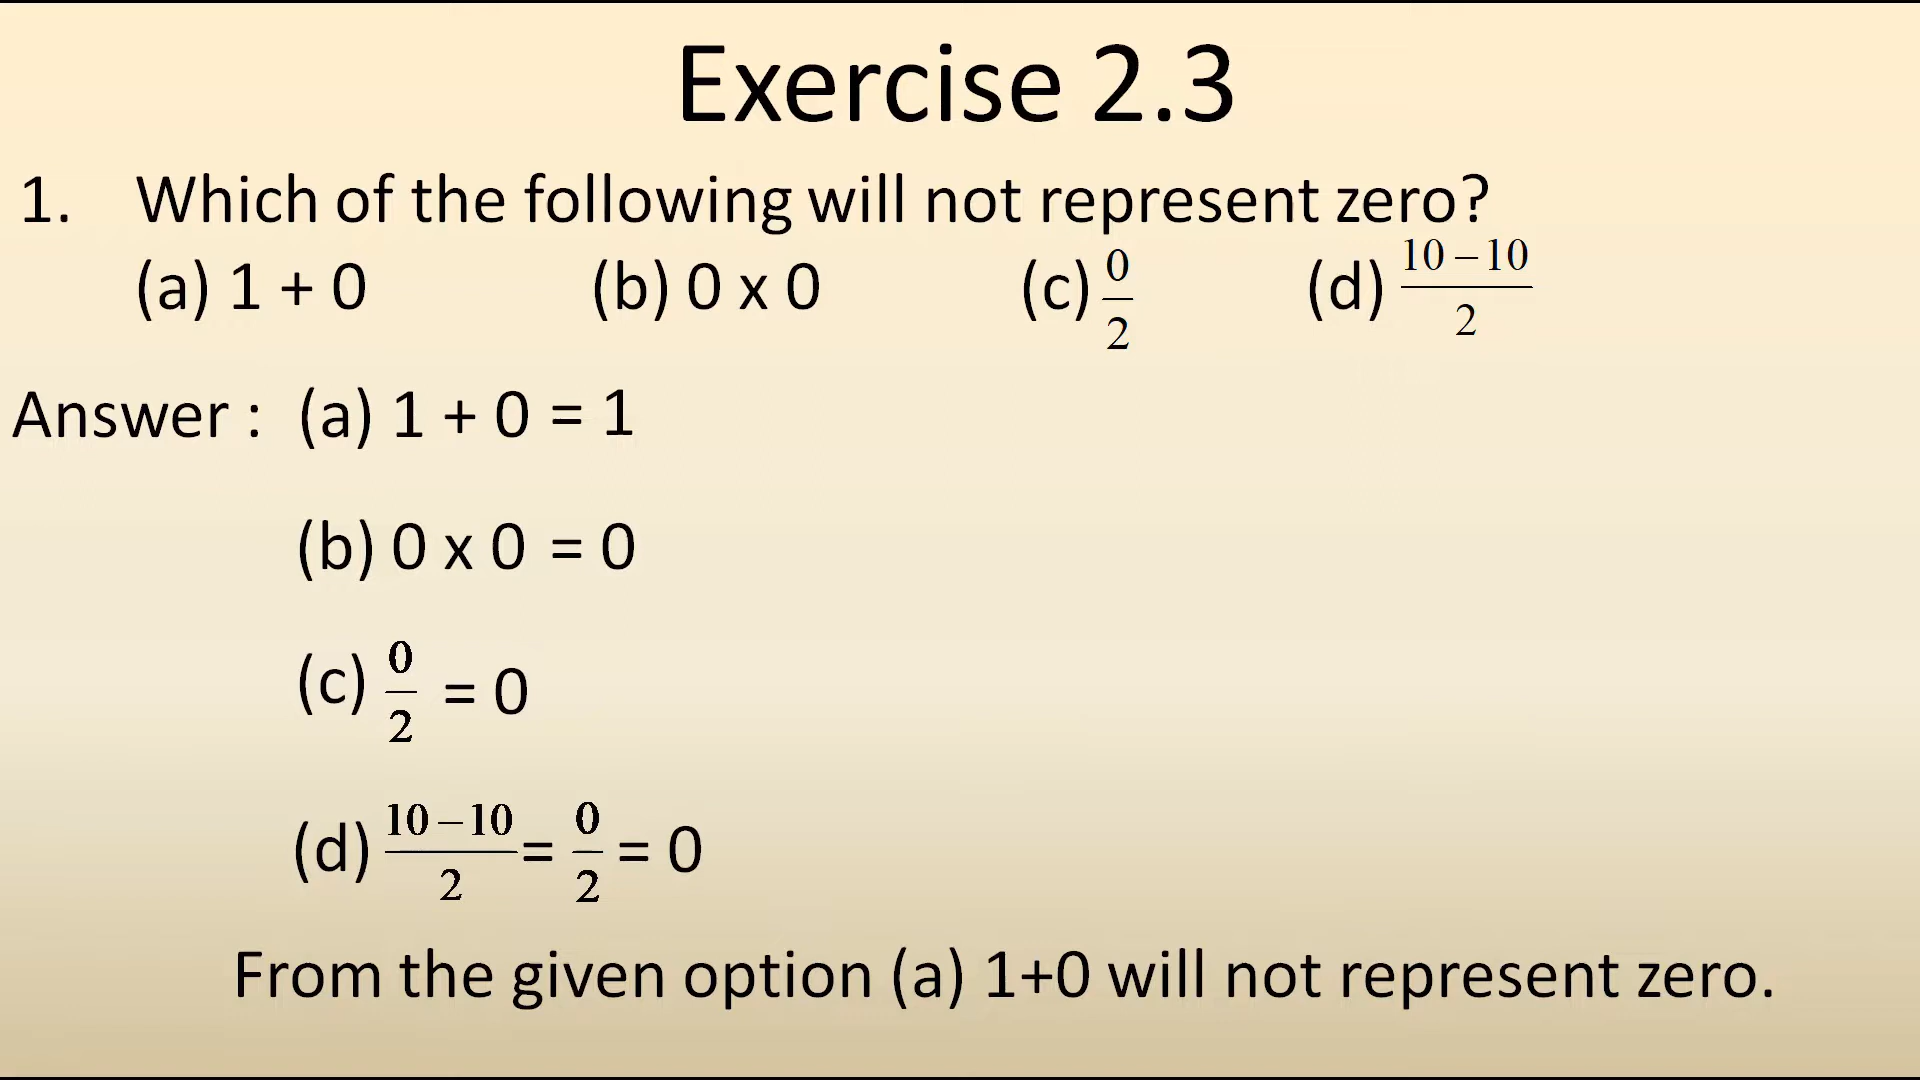 Exercise 2.3
1. Which of the following will not represent zero?
(a) 1 + 0 (b) 0 x 0 (c) 0/2 (d) 10 – 10/2
Answer : (a) 1 + 0 = 1
(b) 0 x 0 = 0
(c) 0/2 = 0
(d) 10 – 10/2 = 0/2 = 0
From the given option (a) 1+0 will not represent zero.